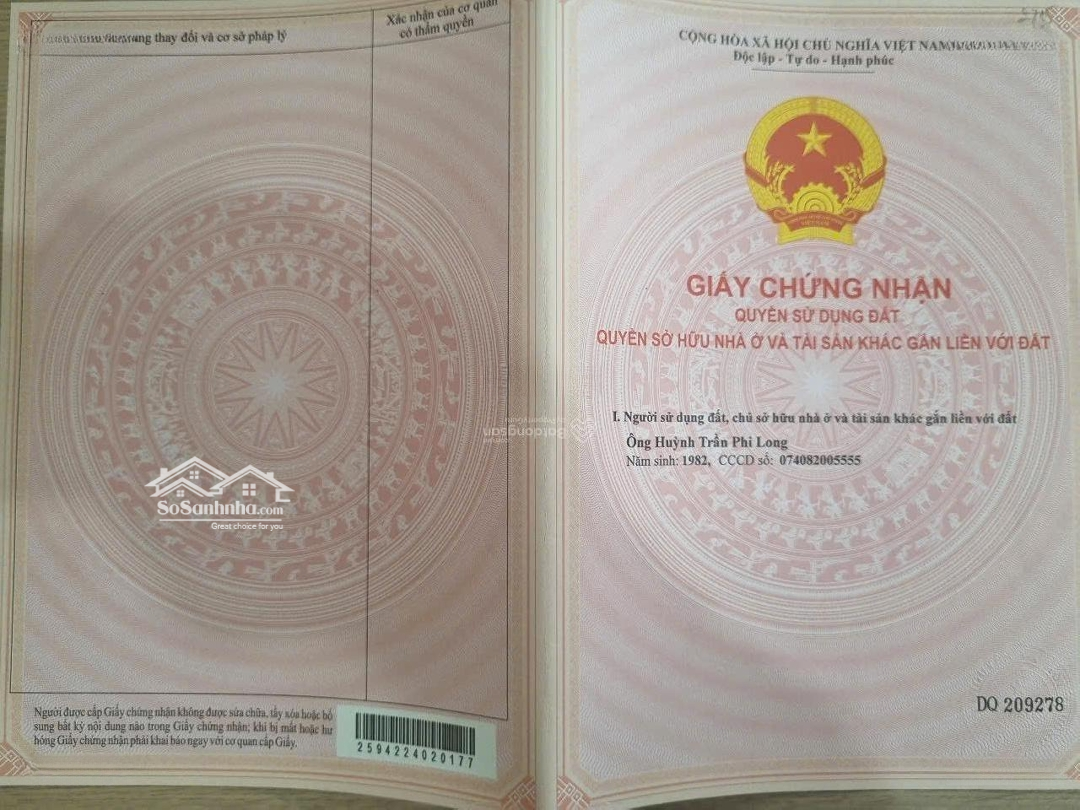 thay đổi và cơ sở pháp lý
Xác nhận của cơ quan
có thẩm quyền
SoSanhnha.com
Great choice for you
Người được cấp Giấy chứng nhận không được sửa chữa, tẩy xóa hoặc bổ
sung bất kỳ nội dung nào trong Giấy chứng nhận; khi bị mất hoặc hư
hỏng Giấy chứng nhận phải khai báo ngay với cơ quan cấp Giấy.
2594224020177
CỘNG HÒA XÃ HỘI CHỦ NGHĨA VIỆT NAM
Độc lập - Tự do - Hạnh phúc
GIẤY CHỨNG NHẬN
QUYỀN SỬ DỤNG ĐẤT
QUYỀN SỞ HỮU NHÀ Ở VÀ TÀI SẢN KHÁC GẮN LIỀN VỚI ĐẤT
batdongsan
I. Người sử dụng đất, chủ sở hữu nhà ở và tài sản khác gắn liền với đất
Ông Huỳnh Trần Phi Long
Năm sinh: 1982, CCCD số: 074082005555
DQ 209278